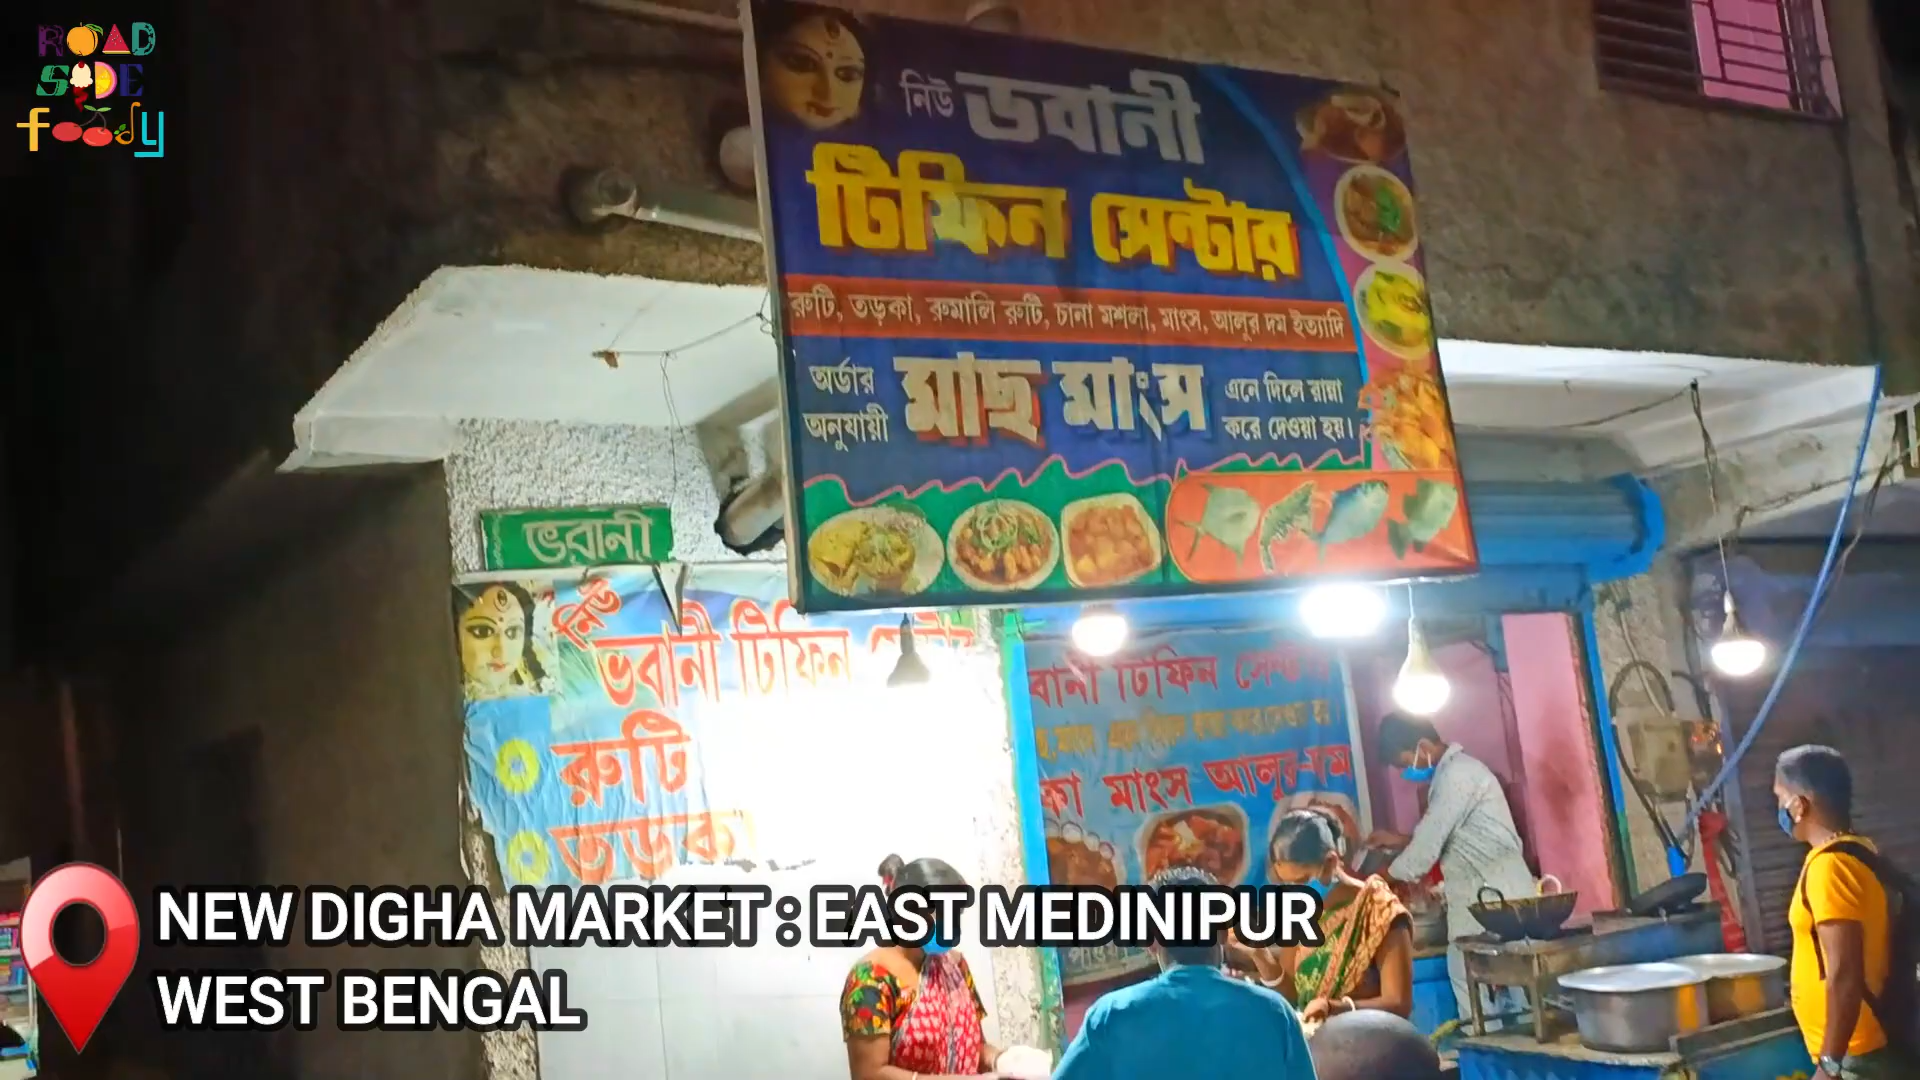 ROAD
SIDE
foody
নিউ ভবানী
টিফিন সেন্টার
রুটি, তড়কা, রুমালি রুটি, চানা মশলা, মাংস, আলুর দম ইত্যাদি
অর্ডার অনুযায়ী মাছ মাংস এনে দিলে রান্না করে দেওয়া হয়।
ভবানী
নিউ
ভবানী টিফিন সেন্টার
রুটি
তড়কা
বানী টিফিন সেন্টার
কা মাংস আলুর-দম
NEW DIGHA MARKET : EAST MEDINIPUR
WEST BENGAL